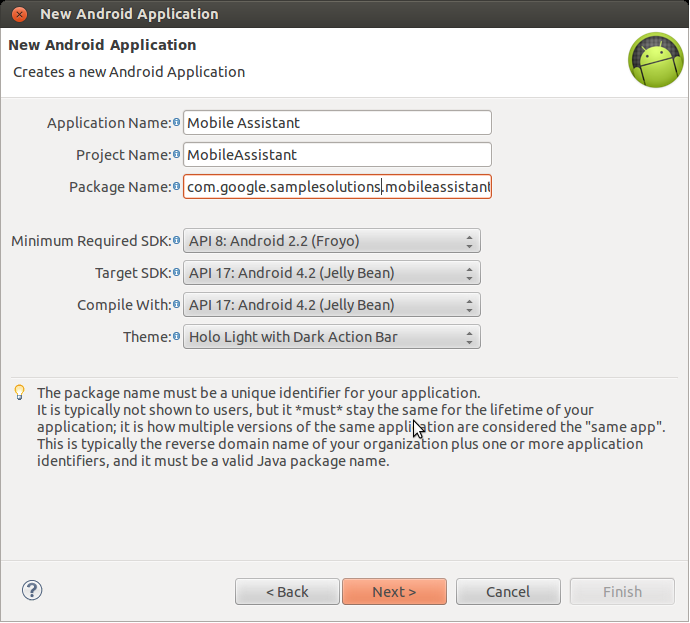 New Android Application
New Android Application
Creates a new Android Application
Application Name: Mobile Assistant
Project Name: MobileAssistant
Package Name: com.google.samplesolutions.mobileassistant
Minimum Required SDK: API 8: Android 2.2 (Froyo)
Target SDK: API 17: Android 4.2 (Jelly Bean)
Compile With: API 17: Android 4.2 (Jelly Bean)
Theme: Holo Light with Dark Action Bar
The package name must be a unique identifier for your application.
It is typically not shown to users, but it *must* stay the same for the lifetime of your
application; it is how multiple versions of the same application are considered the "same app".
This is typically the reverse domain name of your organization plus one or more application
identifiers, and it must be a valid Java package name.
? < Back Next > Cancel Finish